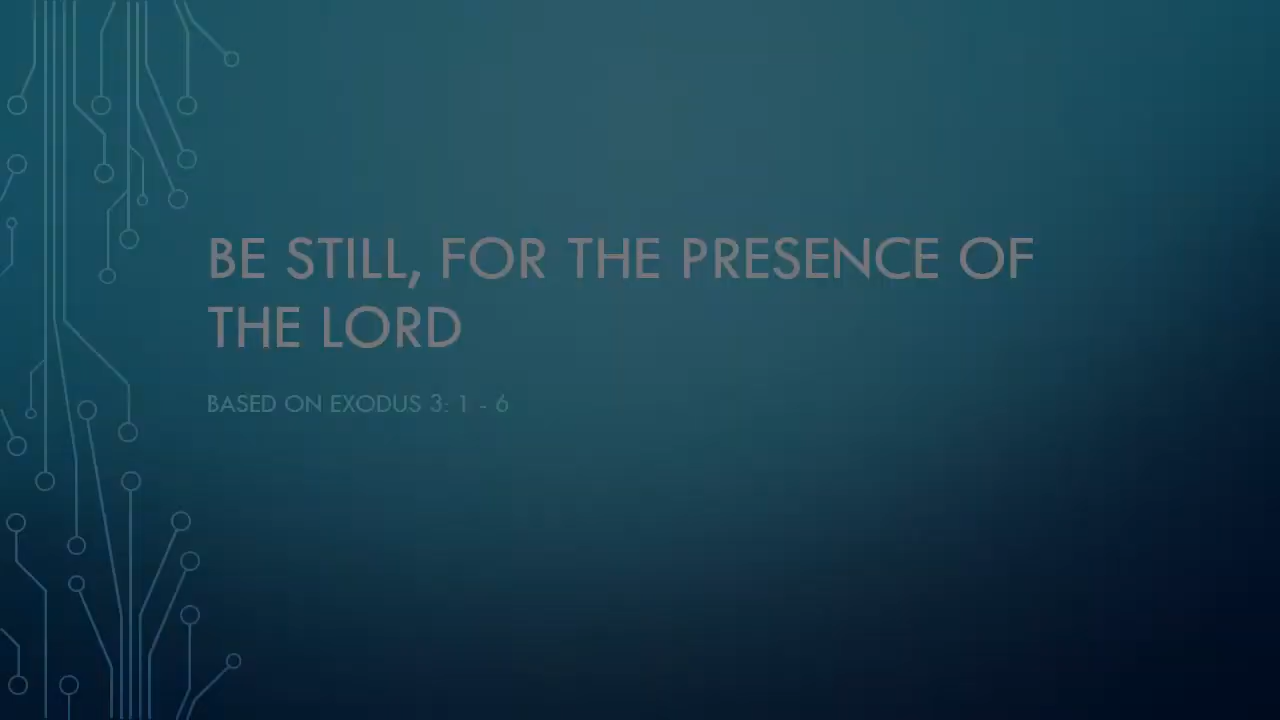 BE STILL, FOR THE PRESENCE OF
THE LORD
BASED ON EXODUS 3: 1 - 6